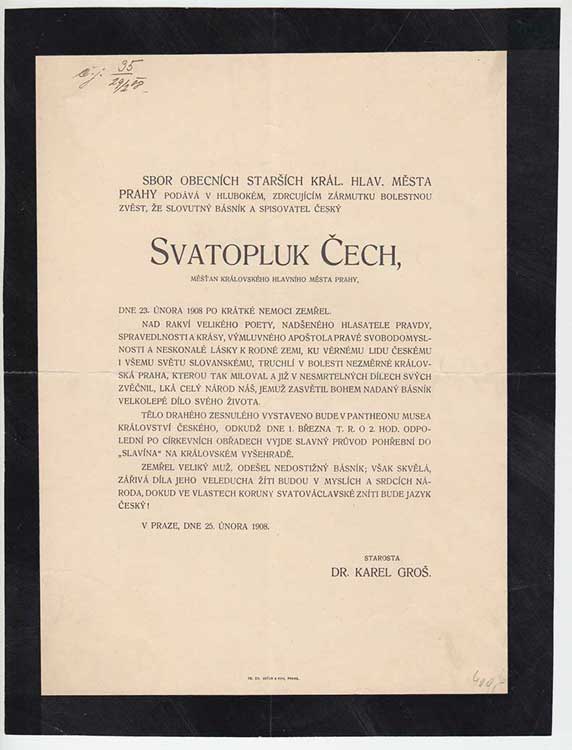 č. j. 95
29/2 08
SBOR OBECNÍCH STARŠÍCH KRÁL. HLAV. MĚSTA
PRAHY PODÁVÁ V HLUBOKÉM, ZDRCUJÍCÍM ZÁRMUTKU BOLESTNOU
ZVĚST, ŽE SLOVUTNÝ BÁSNÍK A SPISOVATEL ČESKÝ
SVATOPLUK ČECH,
MĚŠŤAN KRÁLOVSKÉHO HLAVNÍHO MĚSTA PRAHY,
DNE 23. ÚNORA 1908 PO KRÁTKÉ NEMOCI ZEMŘEL.
NAD RAKVÍ VELIKÉHO POETY, NADŠENÉHO HLASATELE PRAVDY,
SPRAVEDLNOSTI A KRÁSY, VÝMLUVNÉHO APOŠTOLA PRAVÉ SVOBODOMYSL-
NOSTI A NESKONALÉ LÁSKY K RODNÉ ZEMI, KU VĚRNÉMU LIDU ČESKÉMU
I VŠEMU SVĚTU SLOVANSKÉMU, TRUCHLÍ V BOLESTI NEZMĚRNÉ KRÁLOV-
SKÁ PRAHA, KTEROU TAK MILOVAL A JIŽ V NESMRTELNÝCH DÍLECH SVÝCH
ZVĚČNIL, LKÁ CELÝ NÁROD NÁŠ, JEMUŽ ZASVĚTIL BOHEM NADANÝ BÁSNÍK
VELKOLEPÉ DÍLO SVÉHO ŽIVOTA.
TĚLO DRAHÉHO ZESNULÉHO VYSTAVENO BUDE V PANTHEONU MUSEA
KRÁLOVSTVÍ ČESKÉHO, ODKUDŽ DNE 1. BŘEZNA T. R. O 2. HOD. ODPO-
LEDNÍ PO CÍRKEVNÍCH OBŘADECH VYJDE SLAVNÝ PRŮVOD POHŘEBNÍ DO
„SLAVÍNA" NA KRÁLOVSKÉM VYŠEHRADĚ.
ZEMŘEL VELIKÝ MUŽ, ODEŠEL NEDOSTIŽNÝ BÁSNÍK; VŠAK SKVĚLÁ,
ZÁŘIVÁ DÍLA JEHO VELEDUCHA ŽÍTI BUDOU V MYSLÍCH A SRDCÍCH NÁ-
RODA, DOKUD VE VLASTECH KORUNY SVATOVÁCLAVSKÉ ZNÍTI BUDE JAZYK
ČESKÝ!
V PRAZE, DNE 25. ÚNORA 1908.
STAROSTA
DR. KAREL GROŠ.